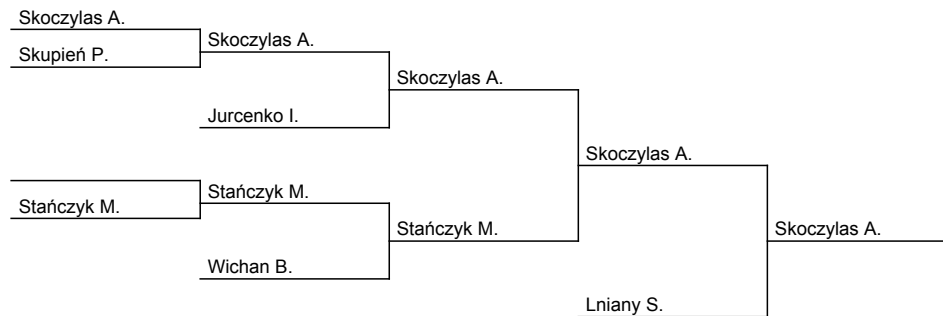 Skoczylas A.
Skupień P.
Skoczylas A.
Jurcenko I.
Skoczylas A.
Stańczyk M.
Stańczyk M.
Wichan B.
Stańczyk M.
Skoczylas A.
Lniany S.
Skoczylas A.